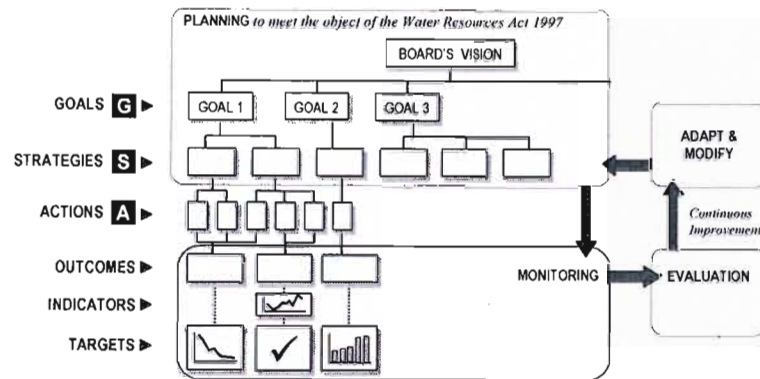 PLANNING to meet the object of the Water Resources Act 1997
BOARD'S VISION
GOALS G
GOAL 1
GOAL 2
GOAL 3
STRATEGIES S
ADAPT &
MODIFY
ACTIONS A
Continuous
Improvement
OUTCOMES
MONITORING
EVALUATION
INDICATORS
TARGETS